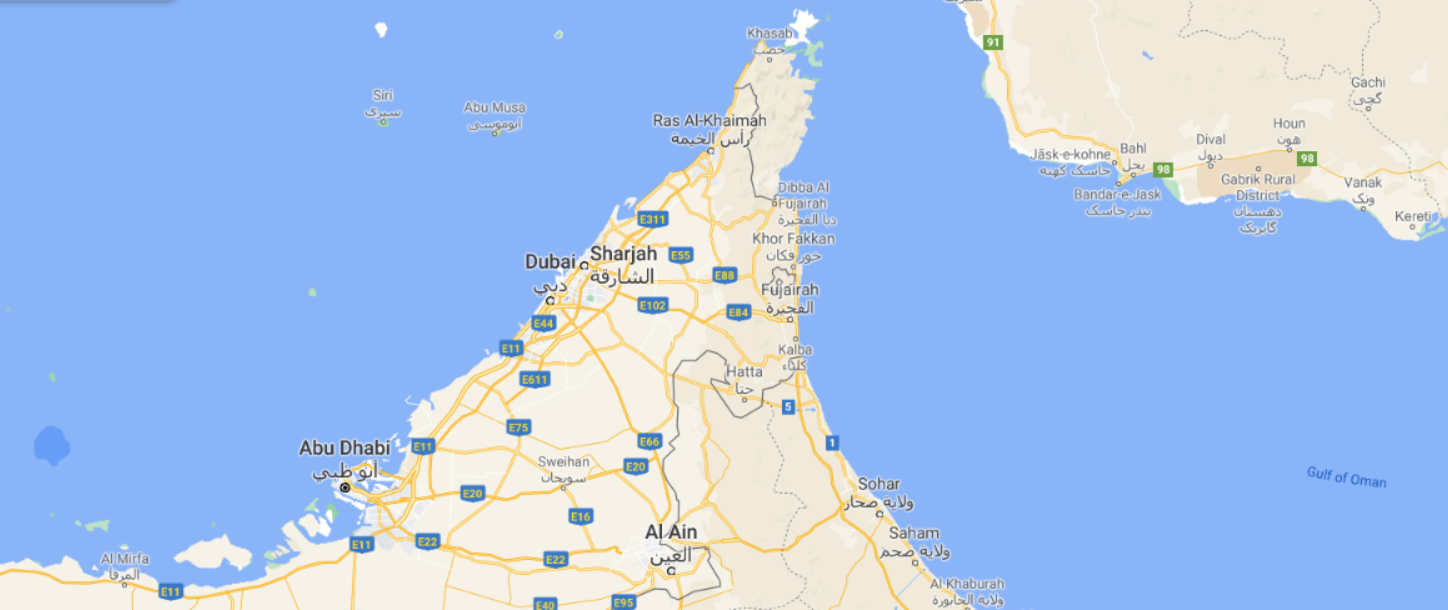 Khasab
خصب
91
Gachi
گچی
Siri
سیری
Abu Musa
ابوموسی
Ras Al-Khaimah
رأس الخيمة
Houn
هون
Dival
دیول
98
Jāsk-e-kohne
جاسک کهنه
Bahl
بحل
98
Gabrik Rural
District
دهستان
گابریک
Vanak
ونک
Bandar-e-Jask
بندر جاسک
Kereti
Dibba Al
Fujairah
دبا الفجيرة
E311
Khor Fakkan
خور فكان
Dubai
دبي
Sharjah
الشارقة
E55
E88
Fujairah
الفجيرة
E102
E84
E44
E11
Kalba
كلباء
Hatta
حتا
E611
5
E75
E66
1
Abu Dhabi
أبو ظبي
E11
E20
Sweihan
سويحان
Gulf of Oman
E20
Sohar
ولاية صحار
E16
Al Ain
العين
Saham
ولاية صحم
E11
E22
E22
Al Mirfa
المرفأ
E11
Al Khaburah
ولاية الخابورة
E40
E95